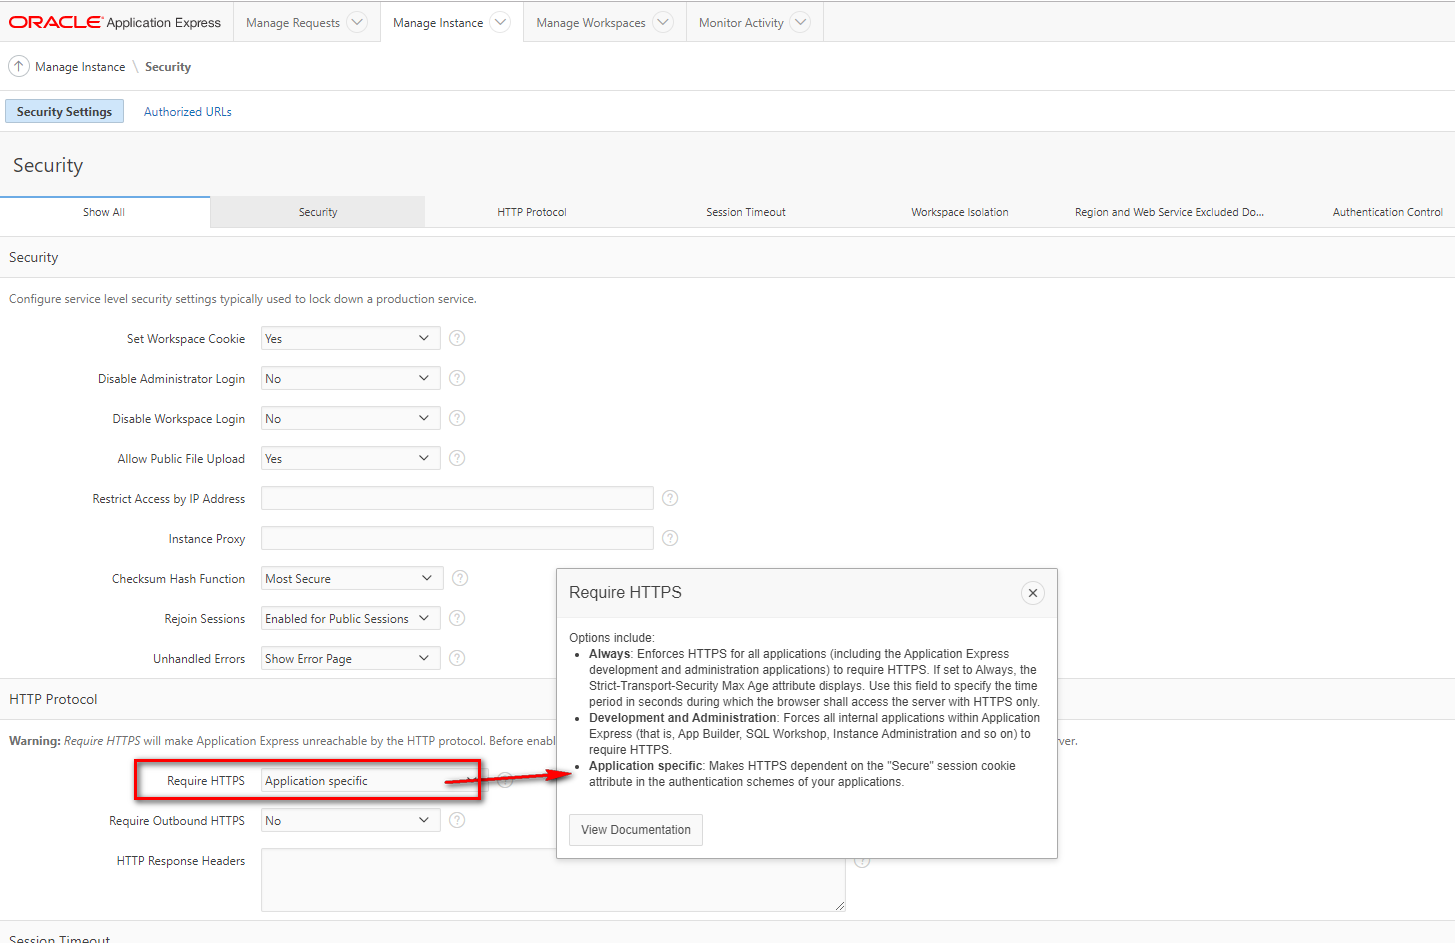 ORACLE Application Express
Manage Requests
Manage Instance
Manage Workspaces
Monitor Activity
Manage Instance \ Security
Security Settings
Authorized URLs
Security
Show All
Security
HTTP Protocol
Session Timeout
Workspace Isolation
Region and Web Service Excluded Do...
Authentication Control
Security
Configure service level security settings typically used to lock down a production service.
Set Workspace Cookie
Yes
?
Disable Administrator Login
No
?
Disable Workspace Login
No
?
Allow Public File Upload
Yes
?
Restrict Access by IP Address
?
Instance Proxy
?
Checksum Hash Function
Most Secure
?
Rejoin Sessions
Enabled for Public Sessions
?
Unhandled Errors
Show Error Page
?
HTTP Protocol
Warning: Require HTTPS will make Application Express unreachable by the HTTP protocol. Before enabl
ver.
Require HTTPS
Application specific
Require Outbound HTTPS
No
?
HTTP Response Headers
?
Require HTTPS
Options include:
• Always: Enforces HTTPS for all applications (including the Application Express
development and administration applications) to require HTTPS. If set to Always, the
Strict-Transport-Security Max Age attribute displays. Use this field to specify the time
period in seconds during which the browser shall access the server with HTTPS only.
• Development and Administration: Forces all internal applications within Application
Express (that is, App Builder, SQL Workshop, Instance Administration and so on) to
require HTTPS.
• Application specific: Makes HTTPS dependent on the "Secure" session cookie
attribute in the authentication schemes of your applications.
View Documentation
Session Timeout